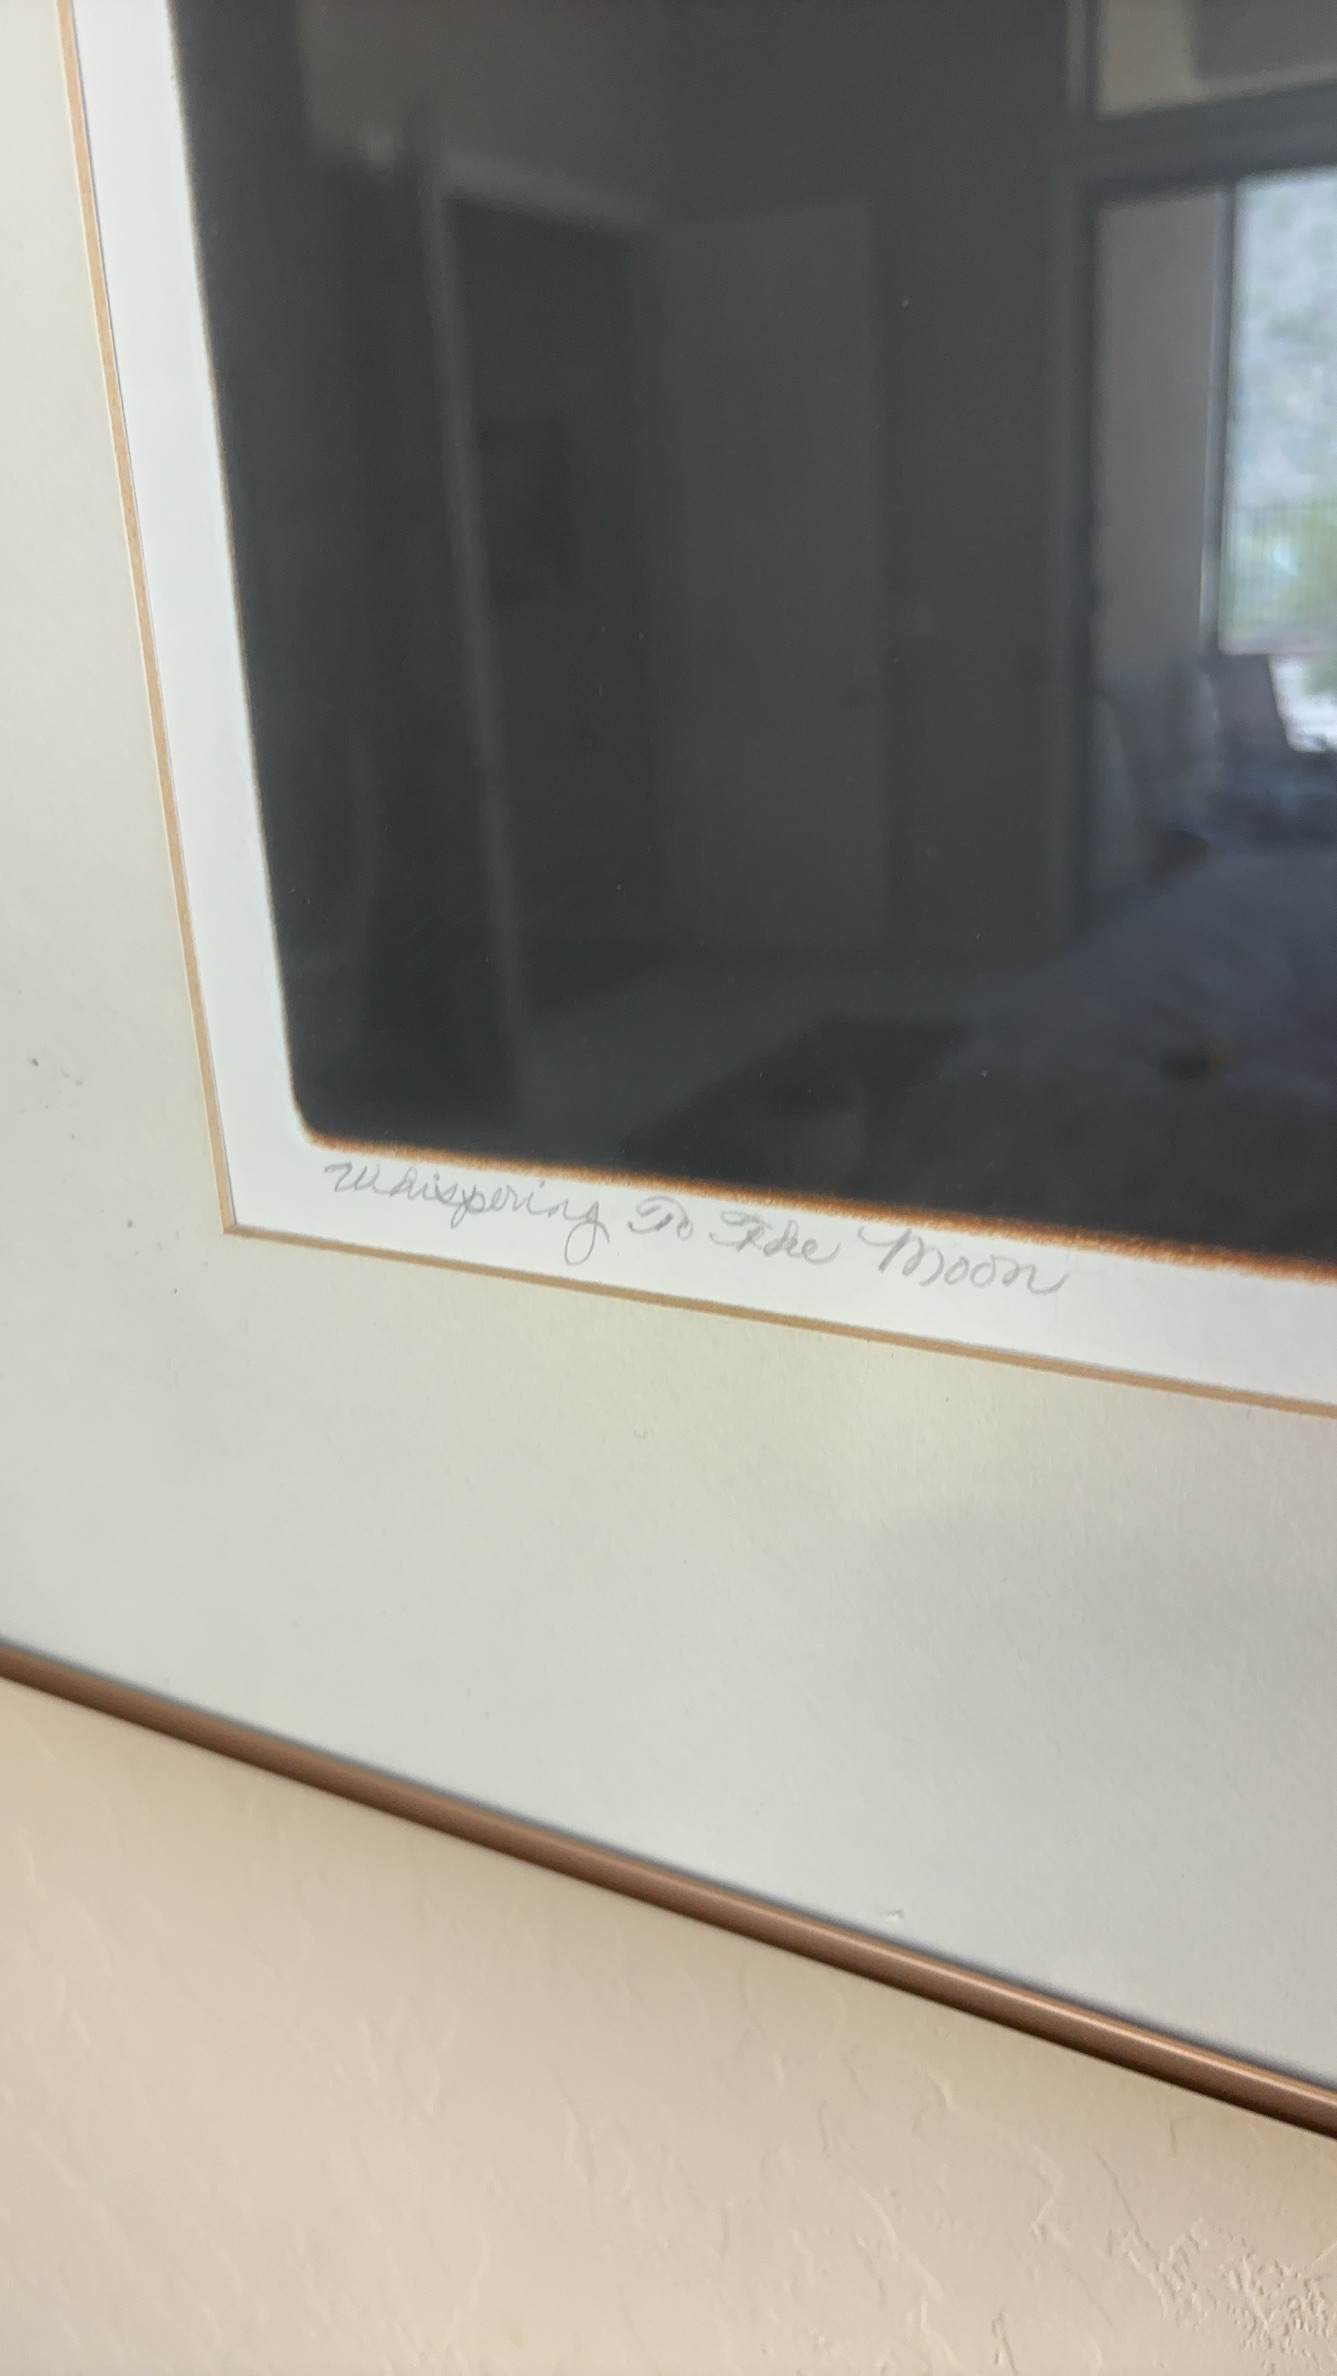 Whispering To The Moon